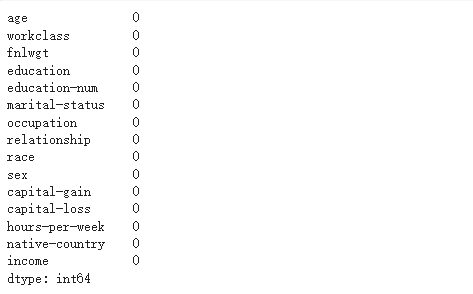 age 0
workclass 0
fnlwgt 0
education 0
education-num 0
marital-status 0
occupation 0
relationship 0
race 0
sex 0
capital-gain 0
capital-loss 0
hours-per-week 0
native-country 0
income 0
dtype: int64